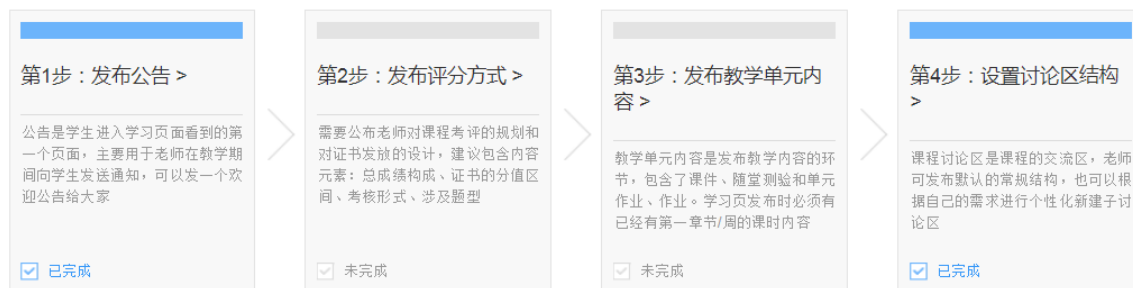 第1步：发布公告 >
公告是学生进入学习页面看到的第
一个页面，主要用于老师在教学期
间向学生发送通知，可以发一个欢
迎公告给大家
已完成
第2步：发布评分方式 >
需要公布老师对课程考评的规划和
对证书发放的设计，建议包含内容
元素：总成绩构成、证书的分值区
间、考核形式、涉及题型
未完成
第3步：发布教学单元内
容 >
教学单元内容是发布教学内容的环
节，包含了课件、随堂测验和单元
作业、作业。学习页发布时必须有
已经有第一章节/周的课时内容
未完成
第4步：设置讨论区结构
>
课程讨论区是课程的交流区，老师
可发布默认的常规结构，也可以根
据自己的需求进行个性化新建子讨
论区
已完成